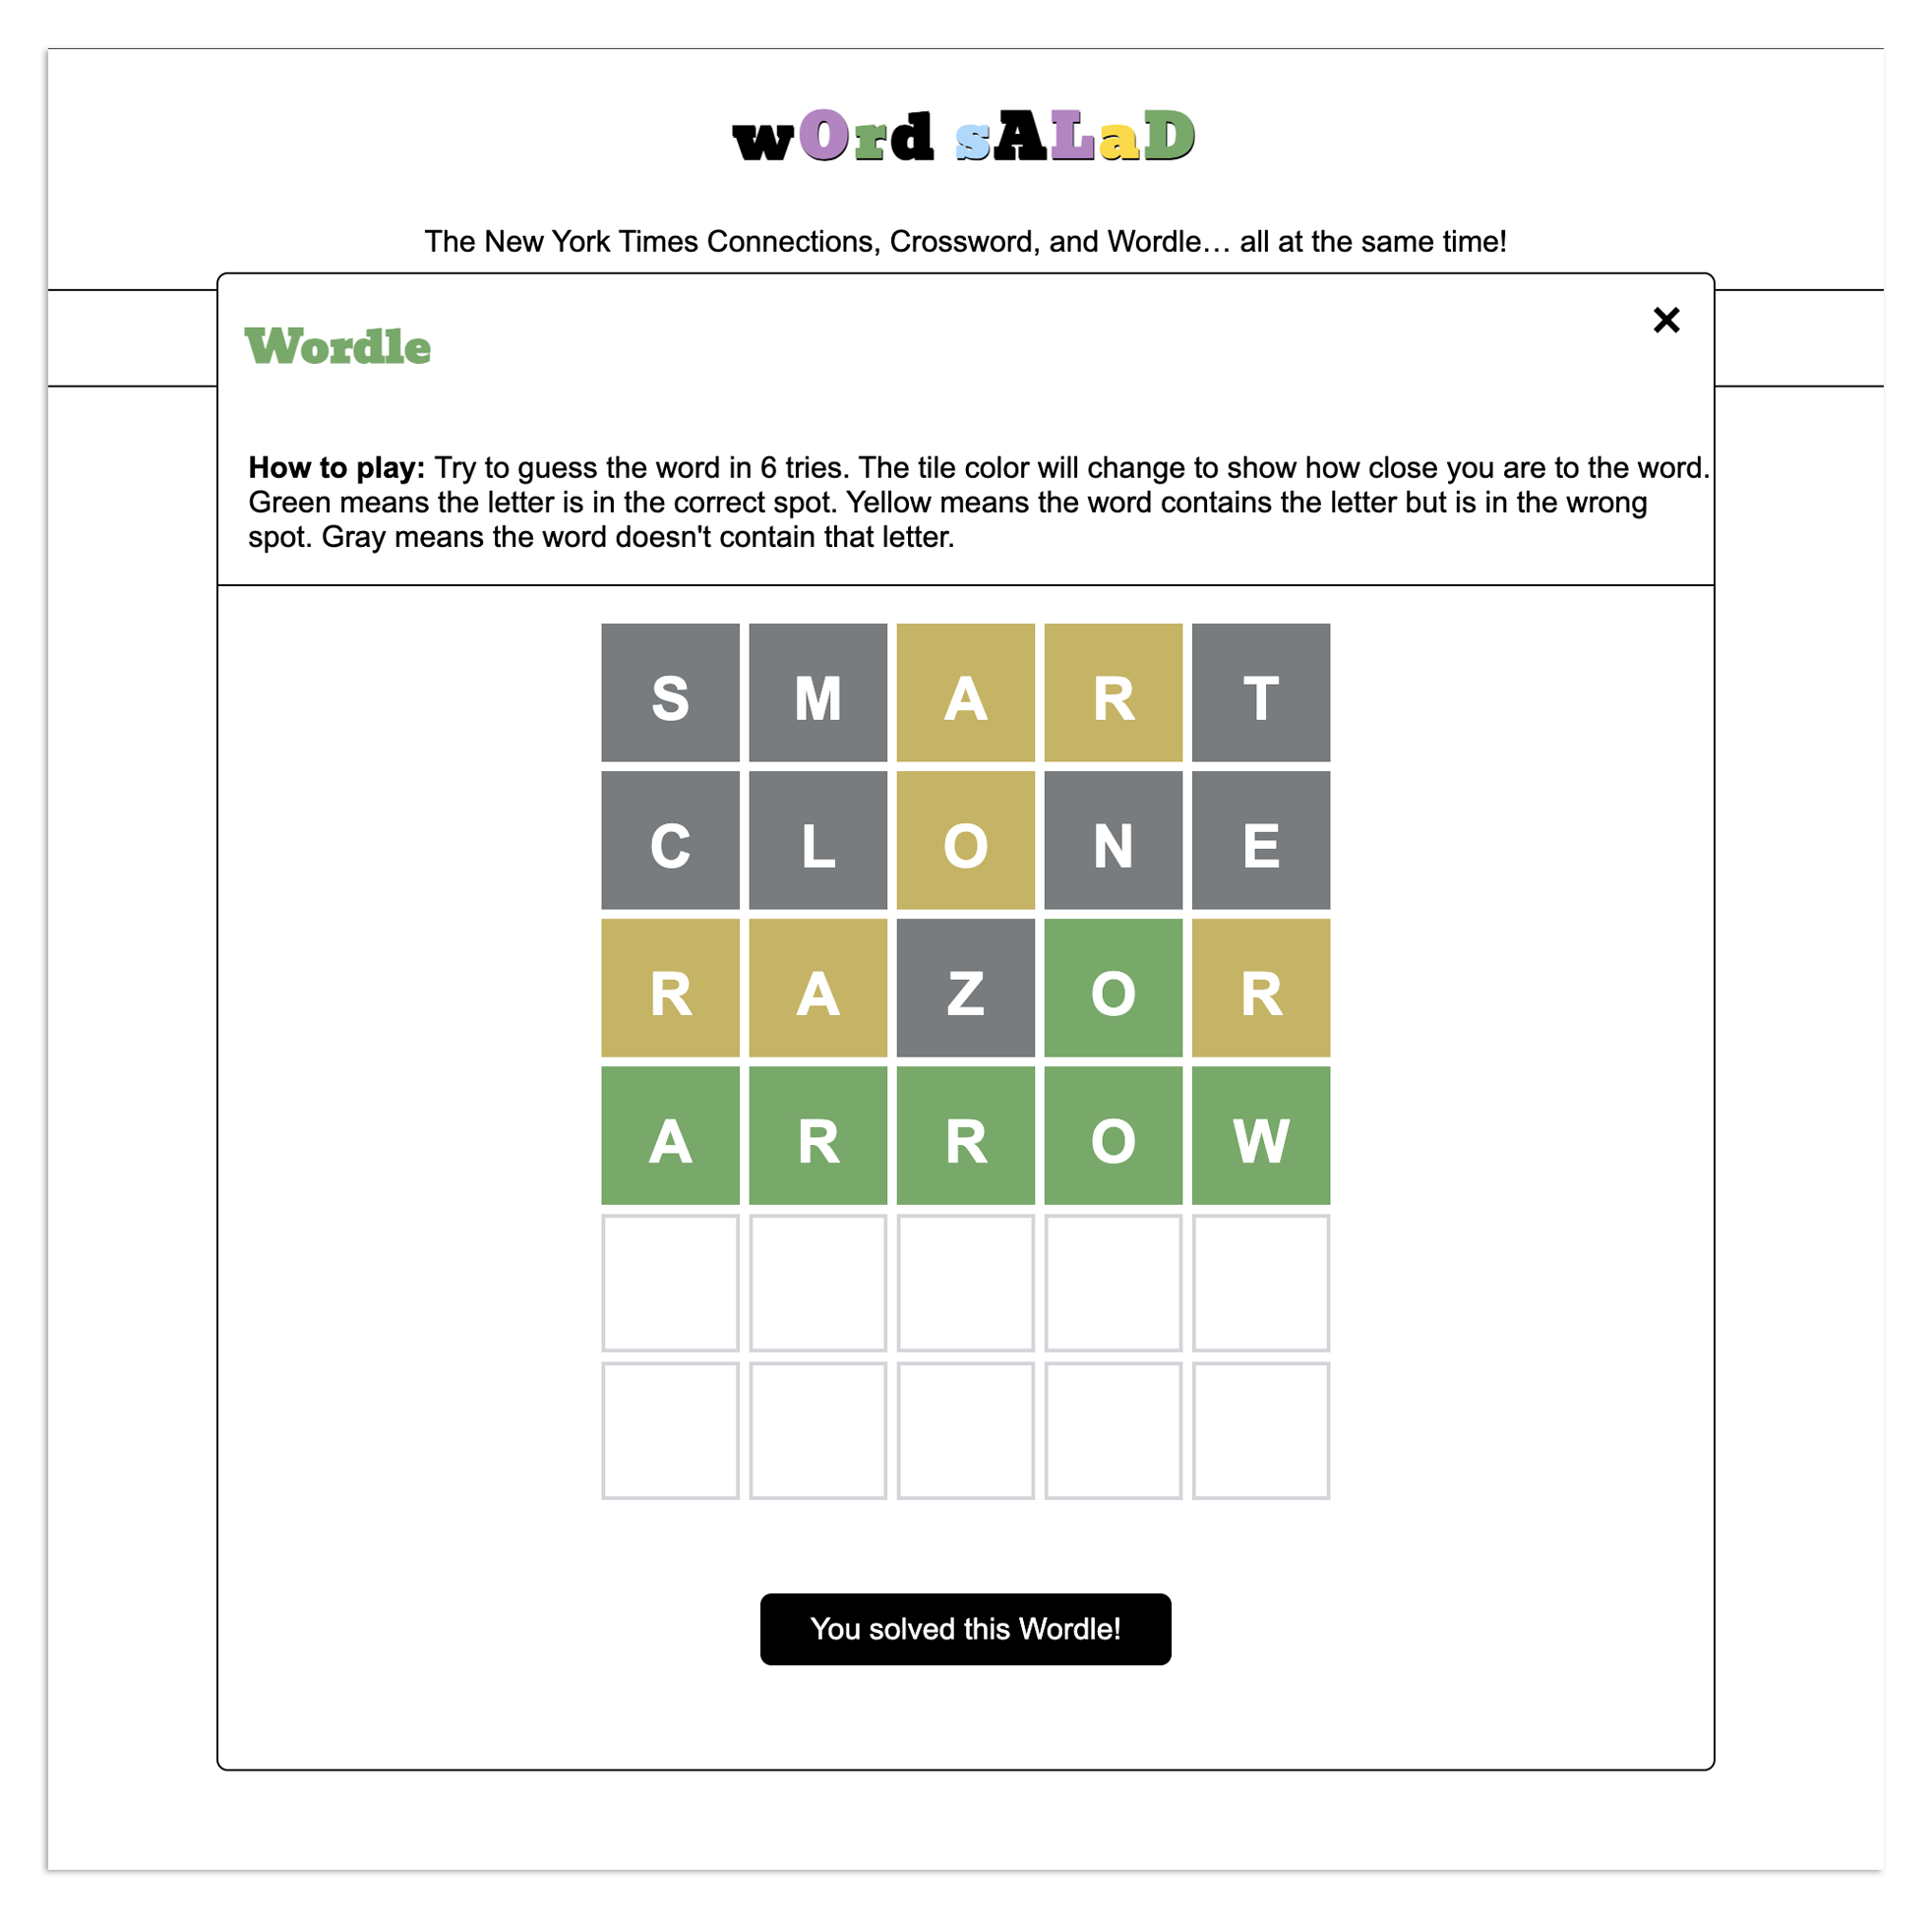 wOrd sALaD
The New York Times Connections, Crossword, and Wordle… all at the same time!
Wordle
×
How to play: Try to guess the word in 6 tries. The tile color will change to show how close you are to the word.
Green means the letter is in the correct spot. Yellow means the word contains the letter but is in the wrong
spot. Gray means the word doesn't contain that letter.
S M A R T
C L O N E
R A Z O R
A R R O W
You solved this Wordle!